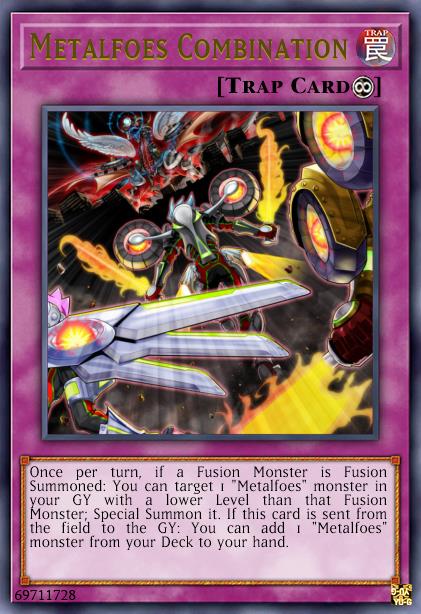 Metalfoes Combination
TRAP
罠
[Trap Card∞]
Once per turn, if a Fusion Monster is Fusion
Summoned: You can target 1 "Metalfoes" monster in
your GY with a lower Level than that Fusion
Monster; Special Summon it. If this card is sent from
the field to the GY: You can add 1 "Metalfoes"
monster from your Deck to your hand.
69711728